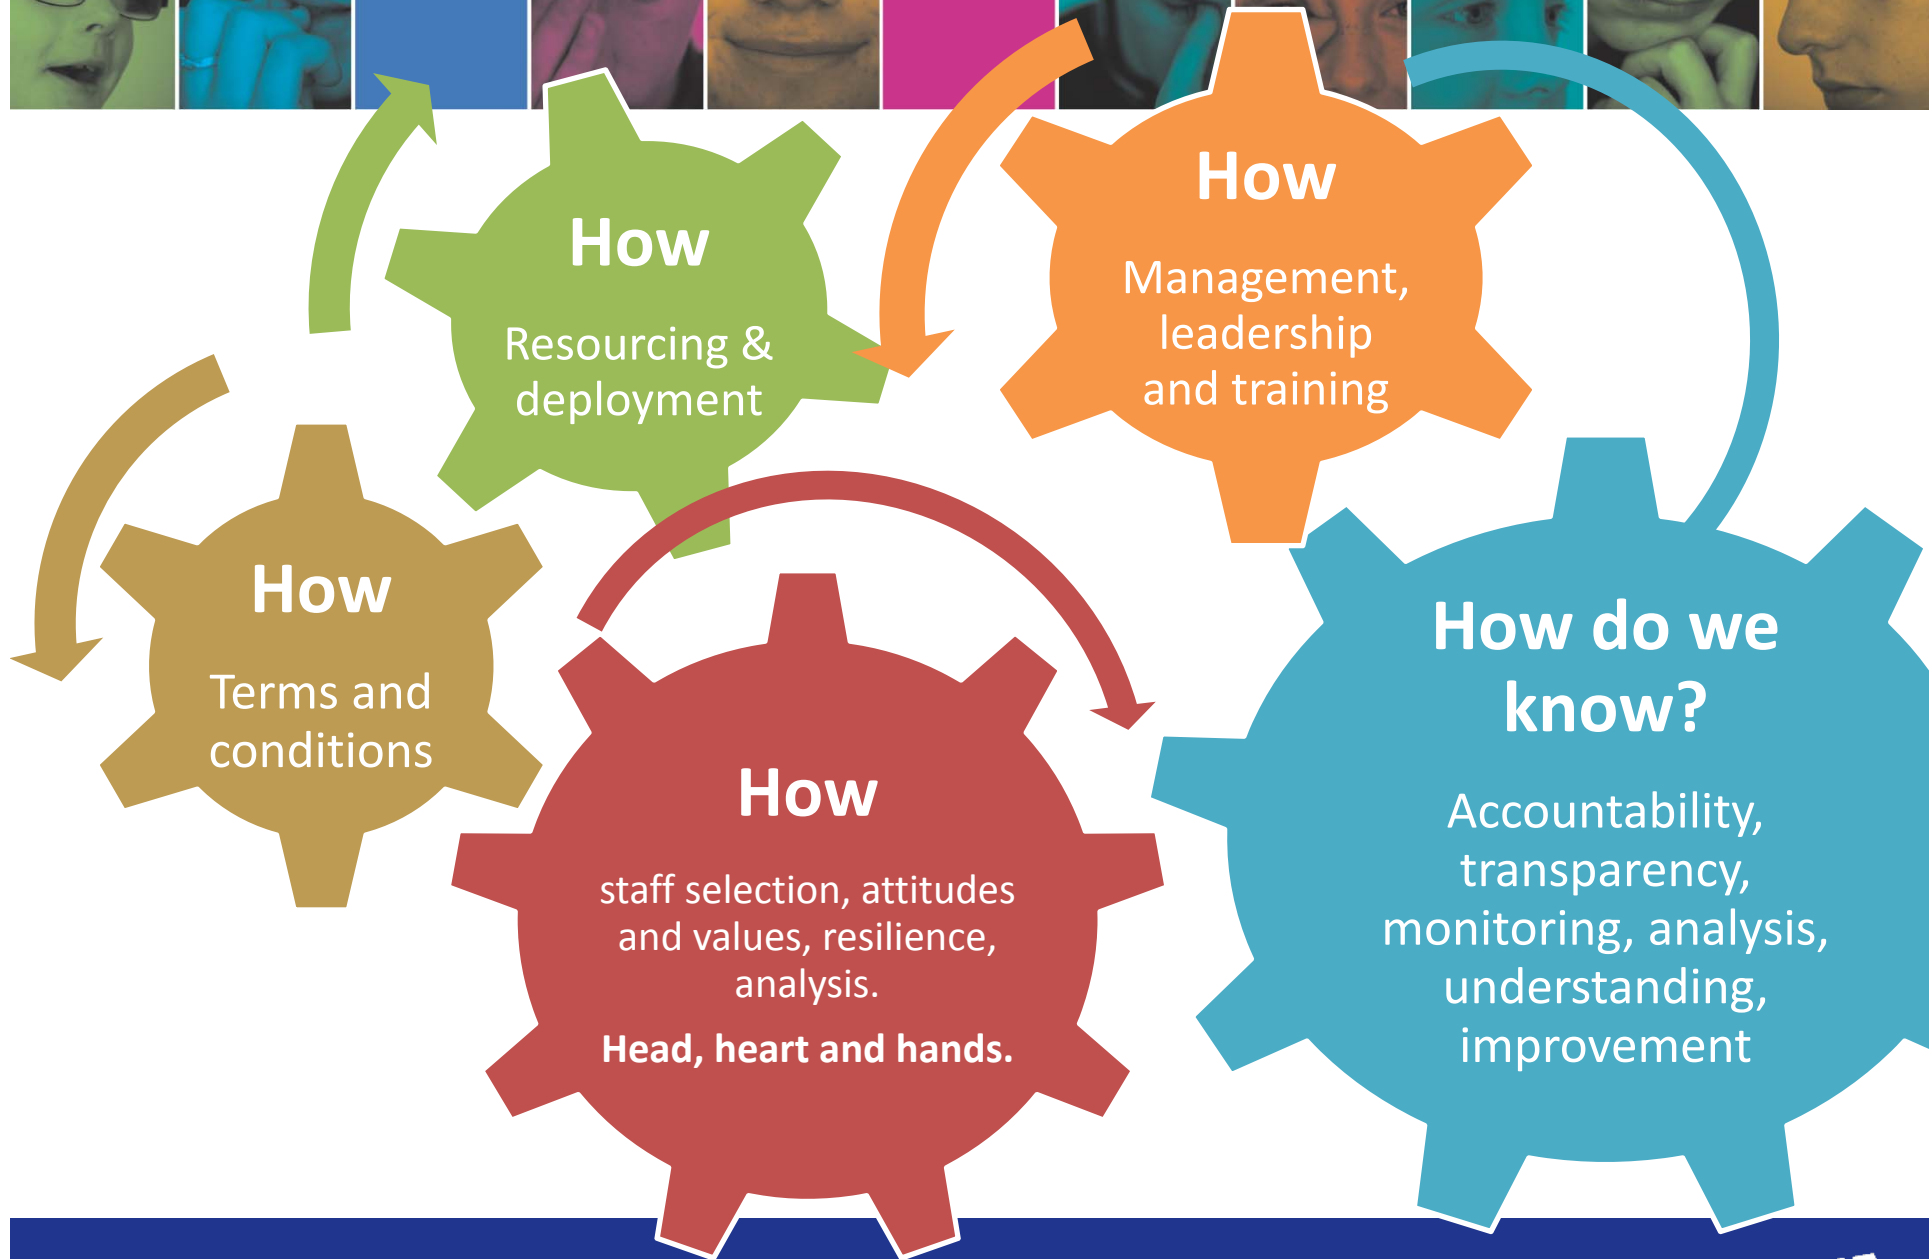 How
Resourcing &
deployment
How
Management,
leadership
and training
How
Terms and
conditions
How
staff selection, attitudes
and values, resilience,
analysis.
Head, heart and hands.
How do we
know?
Accountability,
transparency,
monitoring, analysis,
understanding,
improvement